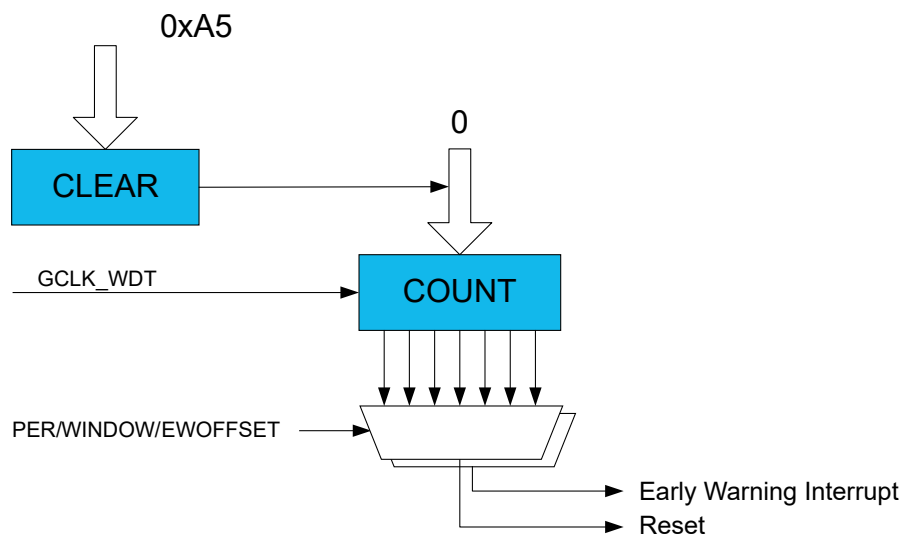 0xA5
0
CLEAR
GCLK_WDT
COUNT
PER/WINDOW/EWOFFSET
Early Warning Interrupt
Reset